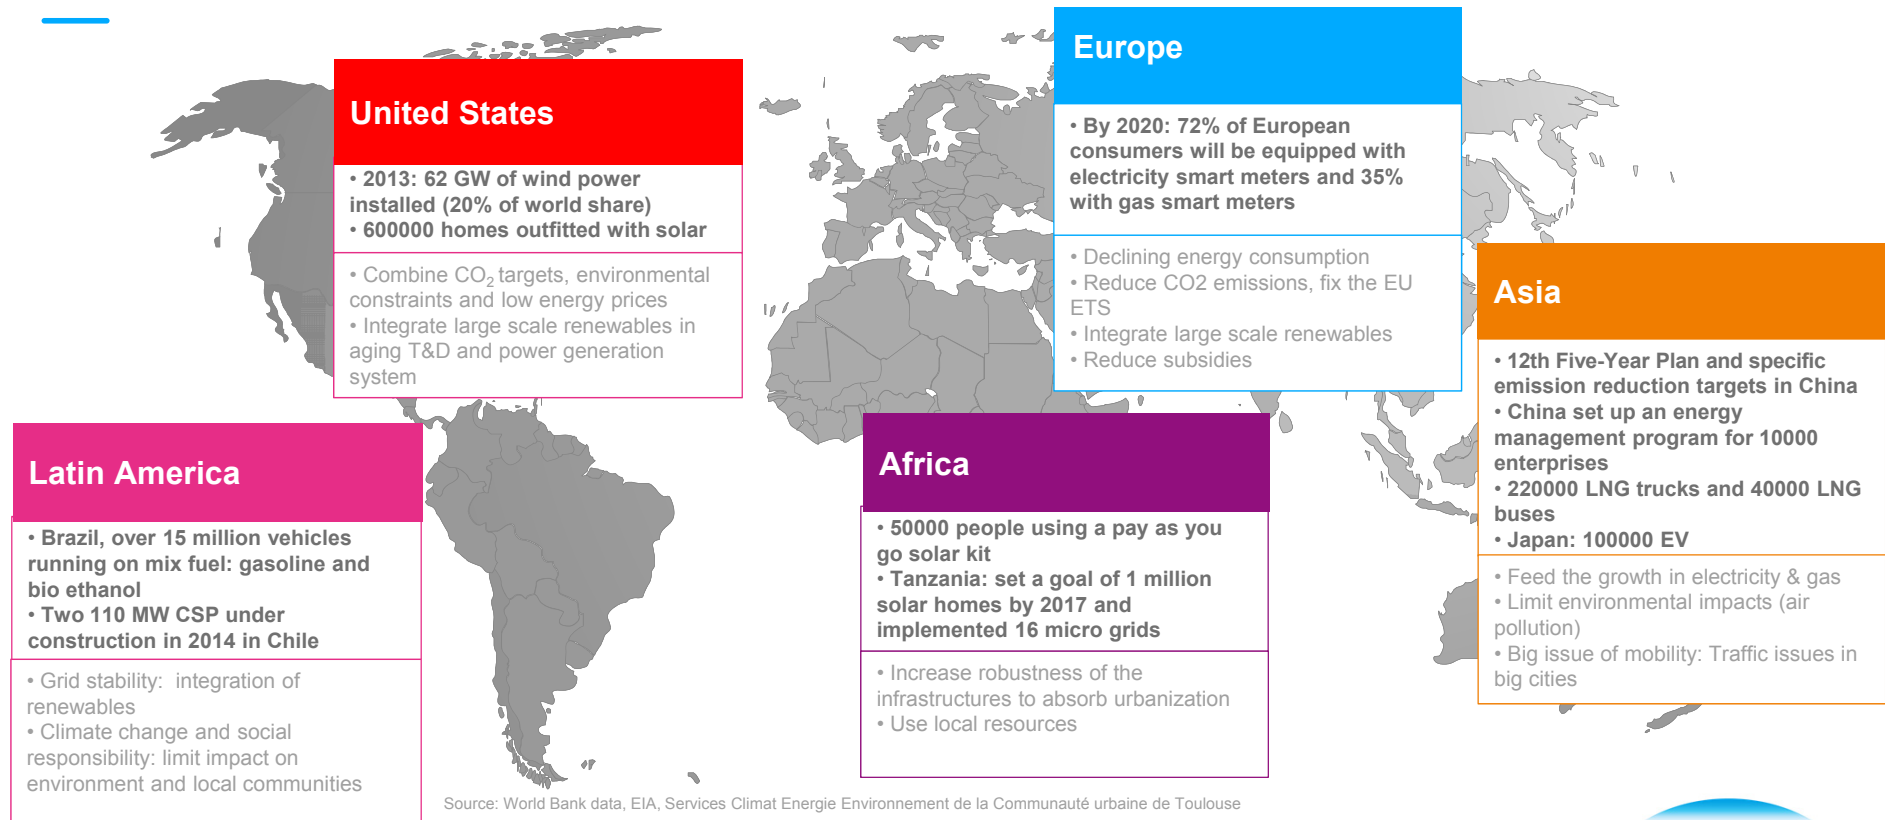 United States
• 2013: 62 GW of wind power
installed (20% of world share)
• 600000 homes outfitted with solar
• Combine CO₂ targets, environmental
constraints and low energy prices
• Integrate large scale renewables in
aging T&D and power generation
system
Europe
• By 2020: 72% of European
consumers will be equipped with
electricity smart meters and 35%
with gas smart meters
• Declining energy consumption
• Reduce CO2 emissions, fix the EU
ETS
• Integrate large scale renewables
• Reduce subsidies
Asia
• 12th Five-Year Plan and specific
emission reduction targets in China
• China set up an energy
management program for 10000
enterprises
• 220000 LNG trucks and 40000 LNG
buses
• Japan: 100000 EV
• Feed the growth in electricity & gas
• Limit environmental impacts (air
pollution)
• Big issue of mobility: Traffic issues in
big cities
Latin America
• Brazil, over 15 million vehicles
running on mix fuel: gasoline and
bio ethanol
• Two 110 MW CSP under
construction in 2014 in Chile
• Grid stability: integration of
renewables
• Climate change and social
responsibility: limit impact on
environment and local communities
Africa
• 50000 people using a pay as you
go solar kit
• Tanzania: set a goal of 1 million
solar homes by 2017 and
implemented 16 micro grids
• Increase robustness of the
infrastructures to absorb urbanization
• Use local resources
Source: World Bank data, EIA, Services Climat Energie Environnement de la Communauté urbaine de Toulouse